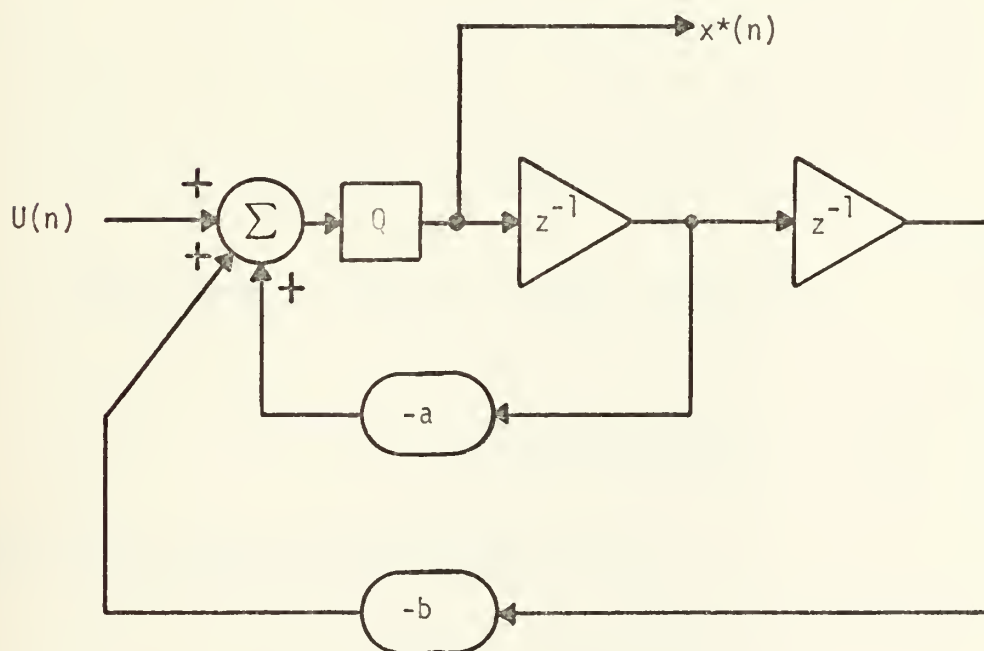 x*(n)
+
U(n)
Σ
Q
z⁻¹
z⁻¹
+
+
-a
-b